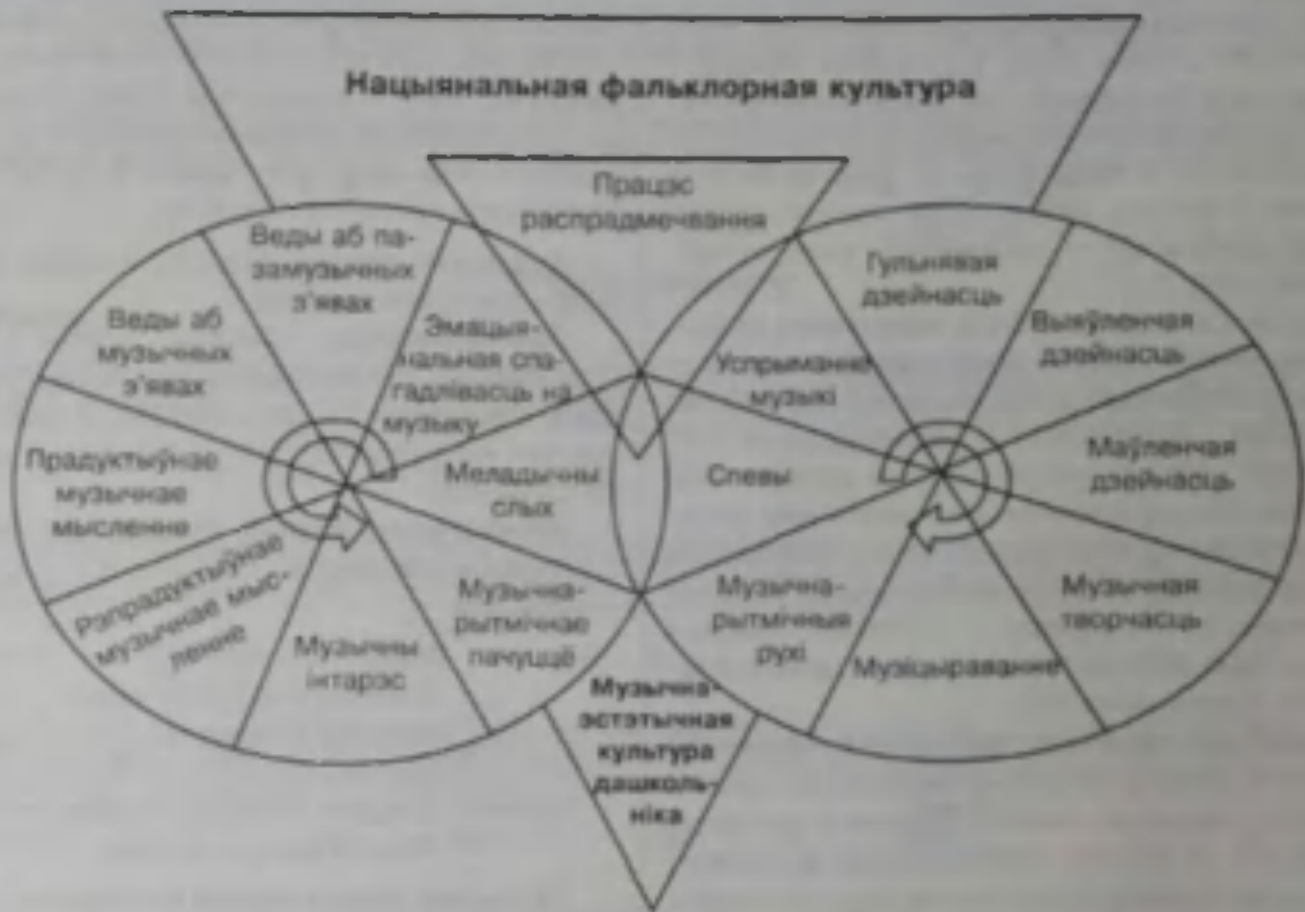 Нацыянальная фальклорная культура
Працэс
распрадмечвання
Веды аб па-
замузычных
з'явах
Веды аб
музычных
з'явах
Эмацыя-
нальная спа-
гадлівасць на
музыку
Прадуктыўнае
музычнае
мысленне
Меладычны
слых
Рэпрадуктыўнае
музычнае мыс-
ленне
Музычны
інтарэс
Музычна-
рытмічнае
пачуццё
Гульнявая
дзейнасць
Выяўленчая
дзейнасць
Успрыманне
музыкі
Спевы
Маўленчая
дзейнасць
Музычна-
рытмічныя
рухі
Музіцыраванне
Музычная
творчасць
Музычна-
эстэтычная
культура
дашколь-
ніка